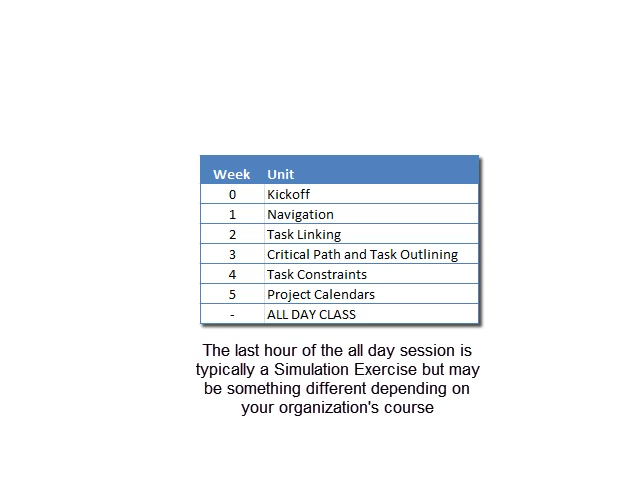 Week Unit
0 Kickoff
1 Navigation
2 Task Linking
3 Critical Path and Task Outlining
4 Task Constraints
5 Project Calendars
- ALL DAY CLASS
The last hour of the all day session is
typically a Simulation Exercise but may
be something different depending on
your organization's course